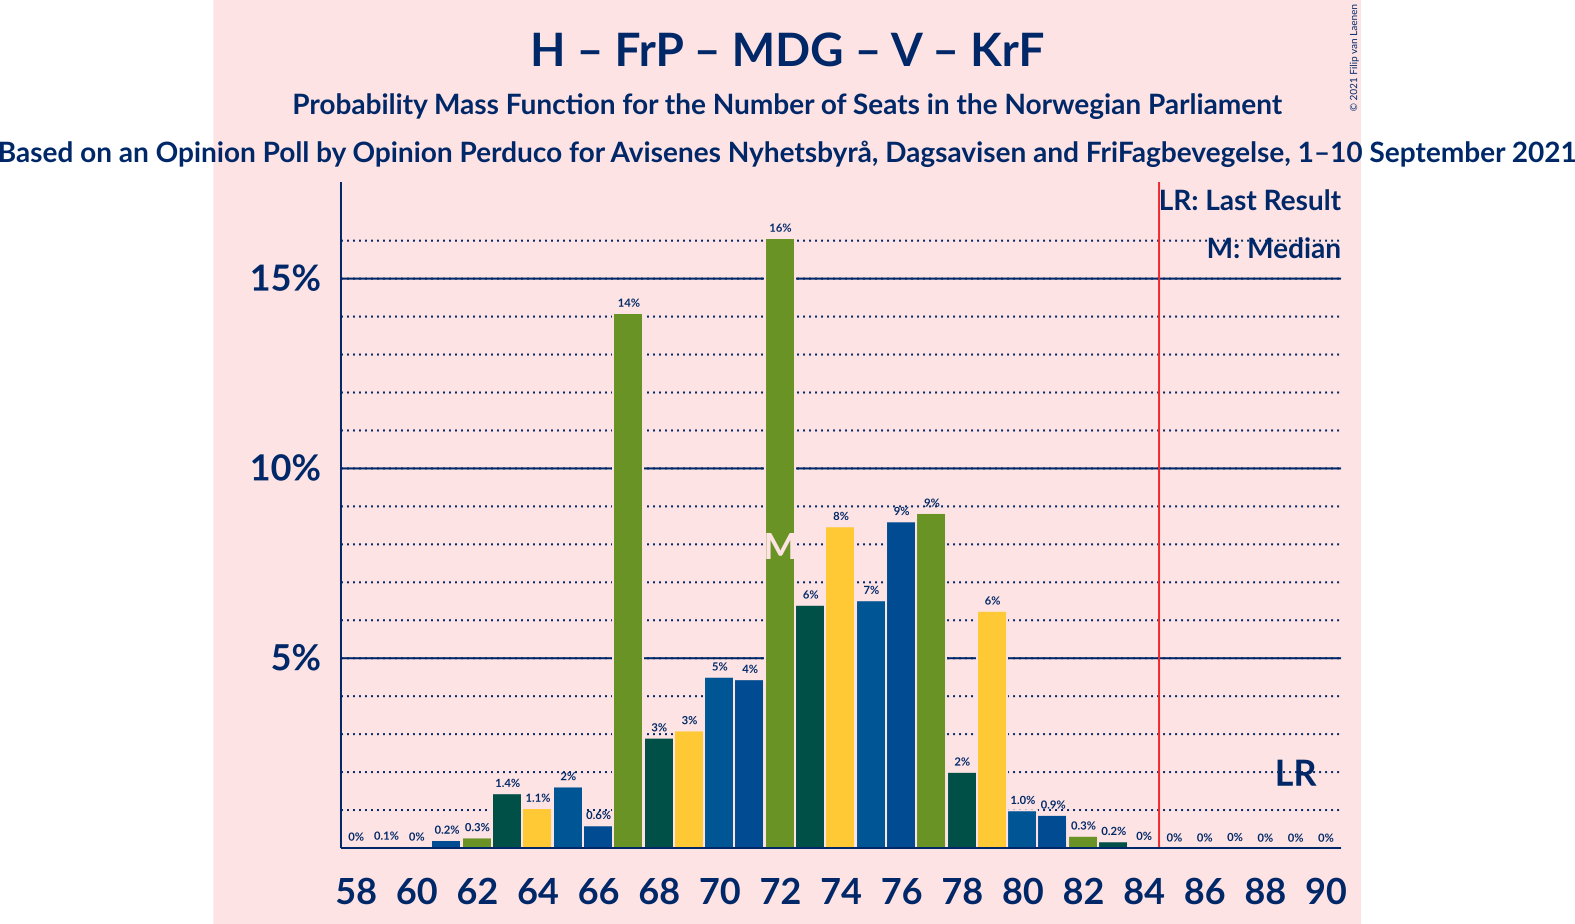 H – FrP – MDG – V – KrF
Probability Mass Function for the Number of Seats in the Norwegian Parliament
Based on an Opinion Poll by Opinion Perduco for Avisenes Nyhetsbyrå, Dagsavisen and FriFagbevegelse, 1–10 September 2021
© 2021 Filip van Laenen
LR: Last Result
M: Median
15%
10%
5%
0% 0.1% 0% 0.2% 0.3% 1.4% 1.1% 2% 0.6% 14% 3% 3% 5% 4% 16% 6% 8% 7% 9% 9% 2% 6% 1.0% 0.9% 0.3% 0.2% 0% 0% 0% 0% 0% 0% 0%
M
LR
58 60 62 64 66 68 70 72 74 76 78 80 82 84 86 88 90